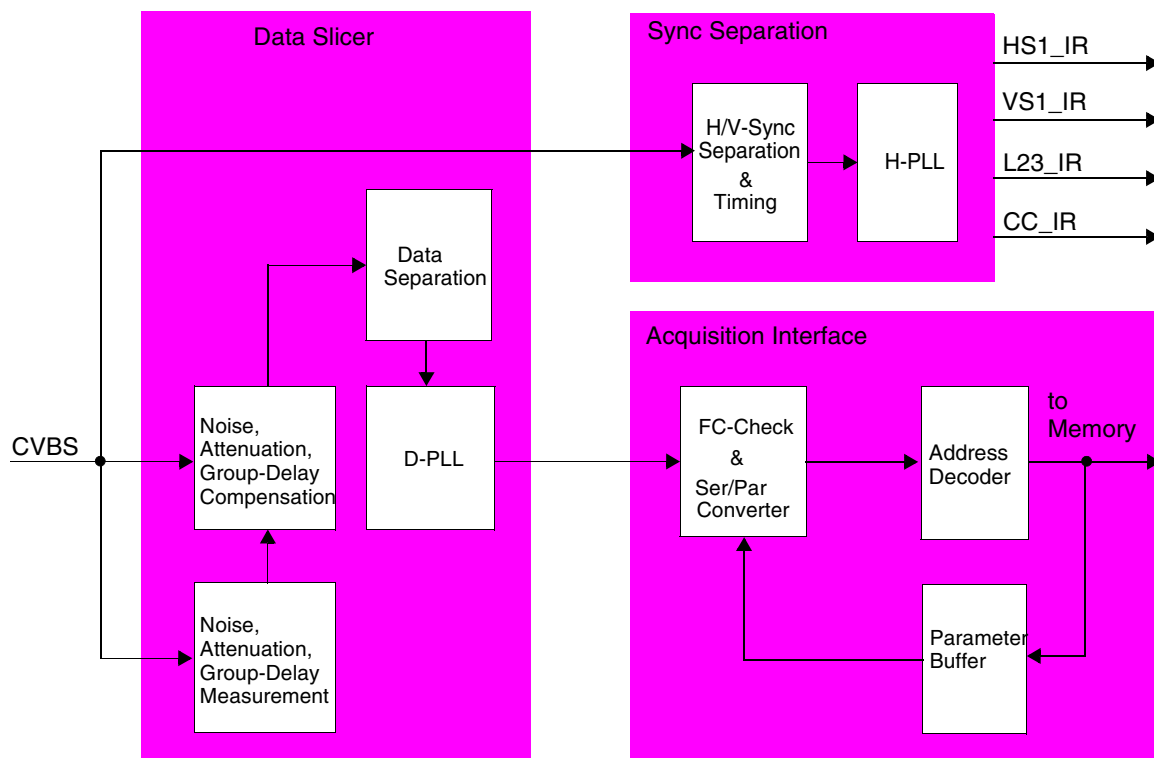 Data Slicer
Sync Separation
HS1_IR
VS1_IR
L23_IR
CC_IR
H/V-Sync
Separation
&
Timing
H-PLL
Data
Separation
Acquisition Interface
CVBS
Noise,
Attenuation,
Group-Delay
Compensation
D-PLL
FC-Check
&
Ser/Par
Converter
Address
Decoder
to
Memory
Noise,
Attenuation,
Group-Delay
Measurement
Parameter
Buffer